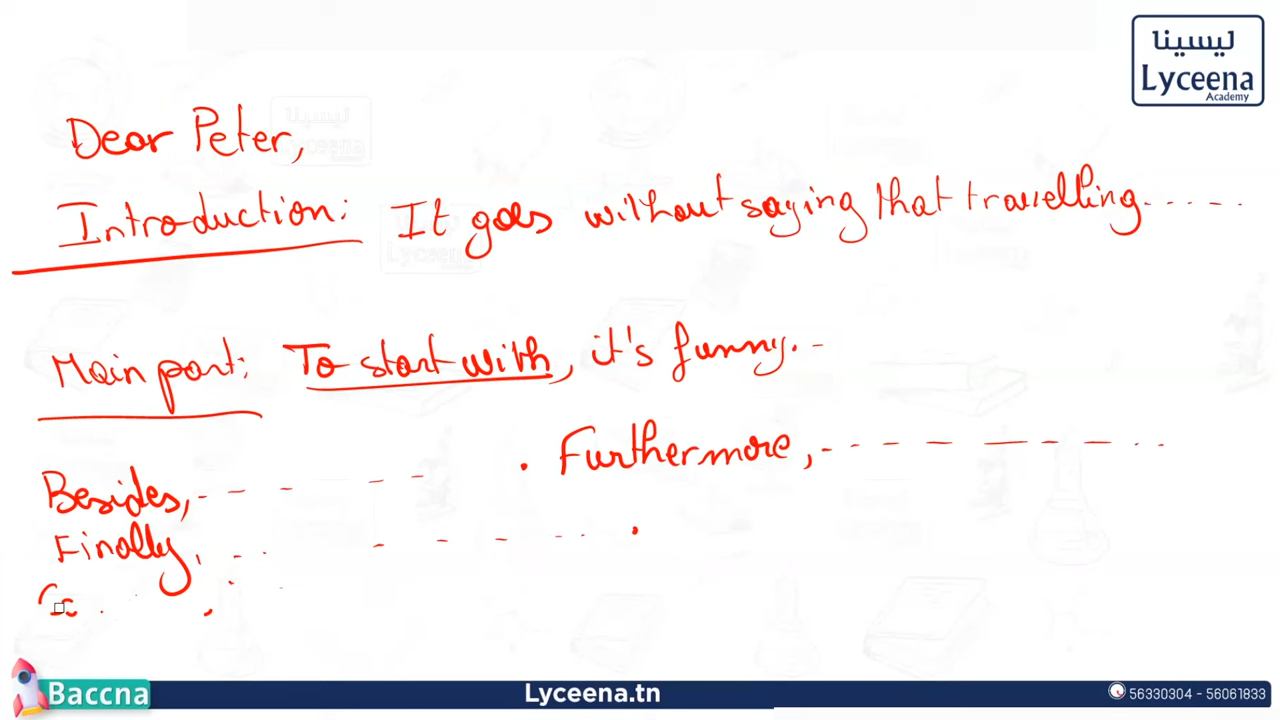 ليسينا
Lyceena
Academy
Dear Peter,
Introduction: It goes without saying that travelling.....
Main part: To start with, it's funny. -
Besides, - - - - - . Furthermore, - - - - - - - - ..
Finally, - - - - - - .. .
Baccna
Lyceena.tn
56330304 - 56061833